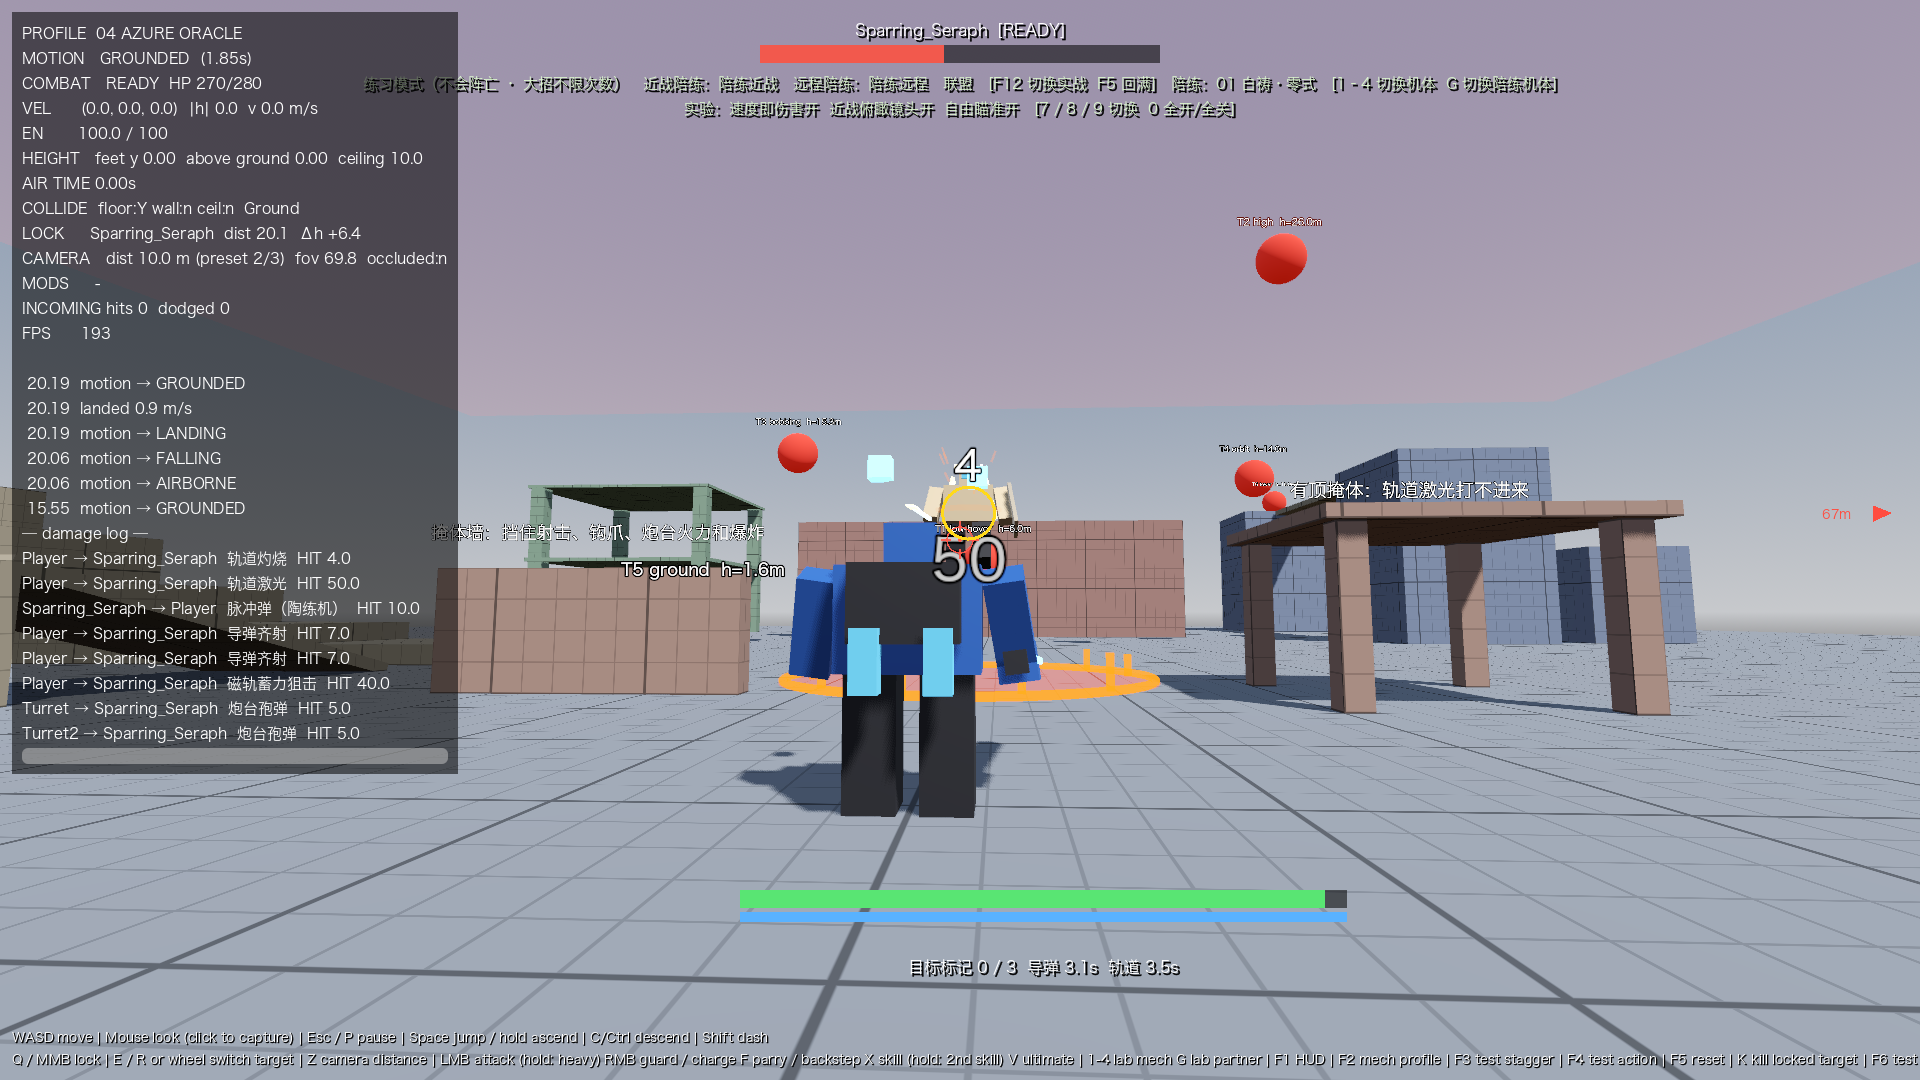 PROFILE 04 AZURE ORACLE
MOTION GROUNDED (1.85s)
COMBAT READY HP 270/280
VEL (0.0, 0.0, 0.0) |h| 0.0 v 0.0 m/s
EN 100.0 / 100
HEIGHT feet y 0.00 above ground 0.00 ceiling 10.0
AIR TIME 0.00s
COLLIDE floor:Y wall:n ceil:n Ground
LOCK Sparring_Seraph dist 20.1 Δh +6.4
CAMERA dist 10.0 m (preset 2/3) fov 69.8 occluded:n
MODS -
INCOMING hits 0 dodged 0
FPS 193
20.19 motion → GROUNDED
20.19 landed 0.9 m/s
20.19 motion → LANDING
20.06 motion → FALLING
20.06 motion → AIRBORNE
15.55 motion → GROUNDED
— damage log —
Player → Sparring_Seraph 轨道灼烧 HIT 4.0
Player → Sparring_Seraph 轨道激光 HIT 50.0
Sparring_Seraph → Player 脉冲弹（陶练机） HIT 10.0
Player → Sparring_Seraph 导弹齐射 HIT 7.0
Player → Sparring_Seraph 导弹齐射 HIT 7.0
Player → Sparring_Seraph 磁轨蓄力狙击 HIT 40.0
Turret → Sparring_Seraph 炮台孢弹 HIT 5.0
Turret2 → Sparring_Seraph 炮台孢弹 HIT 5.0
Sparring_Seraph [READY]
练习模式（不会阵亡 · 大招不限次数） 近战陪练：陪练近战 远程陪练：陪练远程 联盟 [F12 切换实战 F5 回满] 陪练：01 白祷·零式 [1 - 4 切换机体 G 切换陪练机体]
实验：速度即伤害开 近战俯瞰镜头开 自由瞄准开 [7 / 8 / 9 切换 0 全开/全关]
T2 high h=26.0m
4
有顶掩体：轨道激光打不进来
67m
掩体墙：挡住射击、钩爪、炮台火力和爆炸
50
T5 ground h=1.6m
目标标记 0 / 3 导弹 3.1s 轨道 3.5s
WASD move | Mouse look (click to capture) | Esc / P pause | Space jump / hold ascend | C/Ctrl descend | Shift dash
Q / MMB lock | E / R or wheel switch target | Z camera distance | LMB attack (hold: heavy) RMB guard / charge F parry / backstep X skill (hold: 2nd skill) V ultimate | 1-4 lab mech G lab partner | F1 HUD | F2 mech profile | F3 test stagger | F4 test action | F5 reset | K kill locked target | F6 test